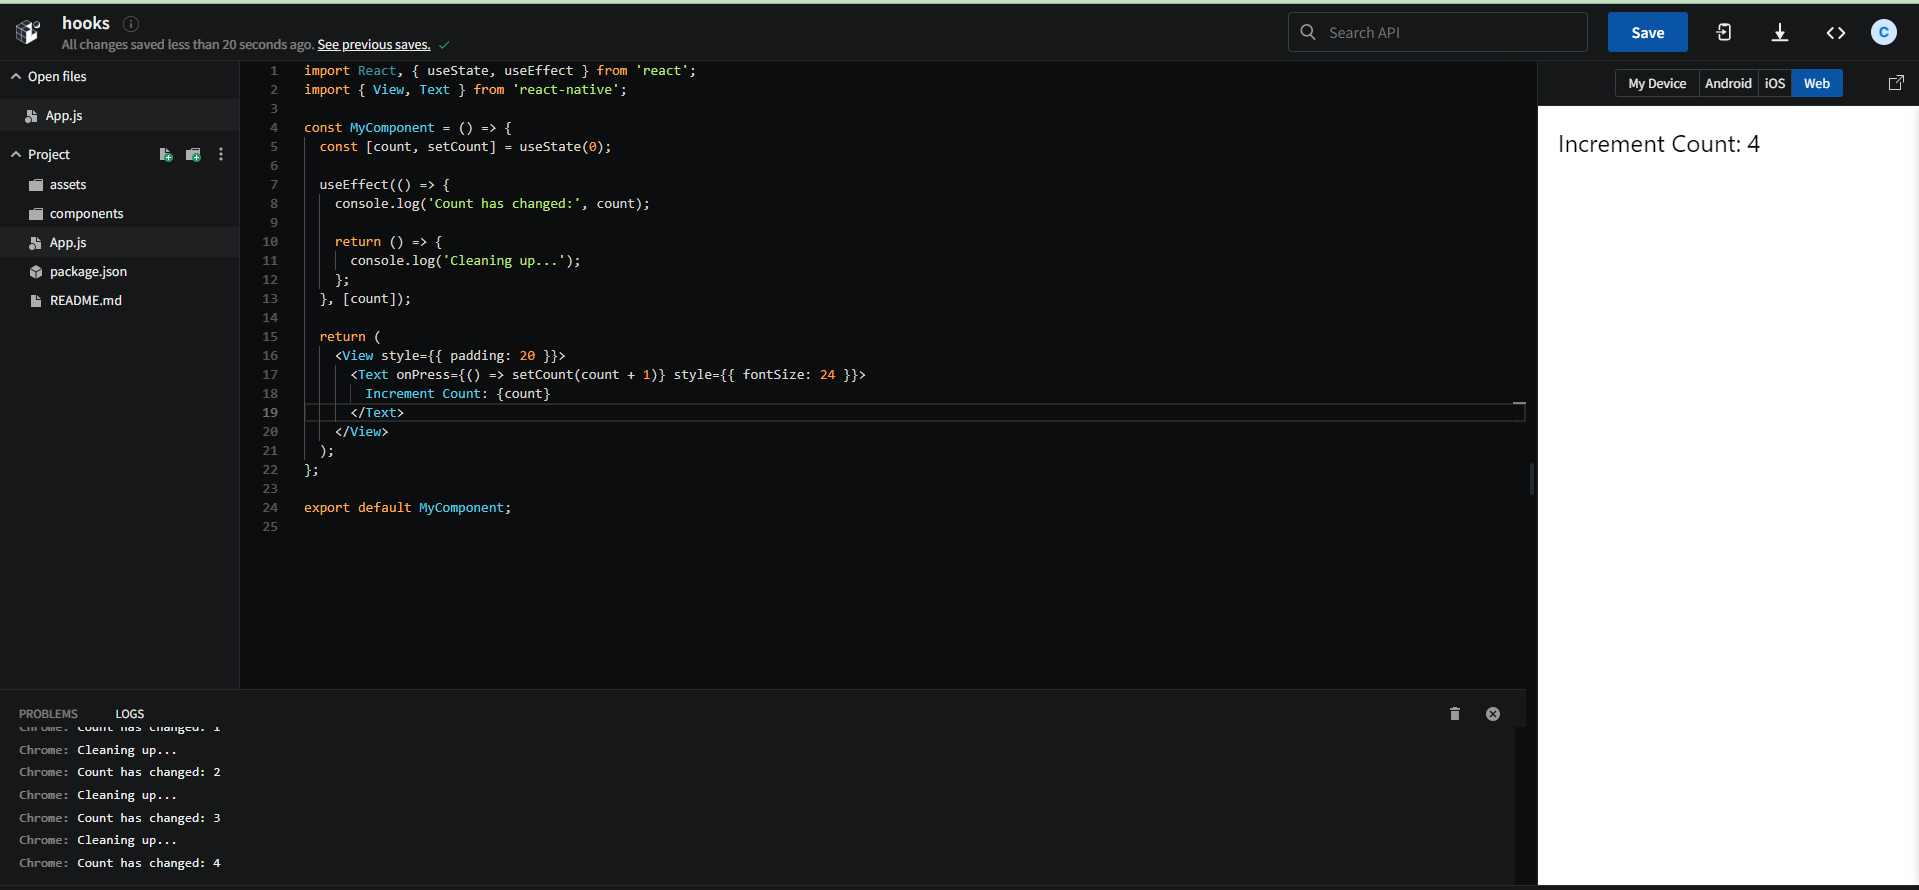 hooks
All changes saved less than 20 seconds ago. See previous saves.
Search API
Save
C
Open files
App.js
Project
assets
components
App.js
package.json
README.md
1 import React, { useState, useEffect } from 'react';
2 import { View, Text } from 'react-native';
3
4 const MyComponent = () => {
5 const [count, setCount] = useState(0);
6
7 useEffect(() => {
8 console.log('Count has changed:', count);
9
10 return () => {
11 console.log('Cleaning up...');
12 };
13 }, [count]);
14
15 return (
16 <View style={{ padding: 20 }}>
17 <Text onPress={() => setCount(count + 1)} style={{ fontSize: 24 }}>
18 Increment Count: {count}
19 </Text>
20 </View>
21 );
22 };
23
24 export default MyComponent;
25
My Device Android iOS Web
Increment Count: 4
PROBLEMS LOGS
Chrome: Count has changed: 1
Chrome: Cleaning up...
Chrome: Count has changed: 2
Chrome: Cleaning up...
Chrome: Count has changed: 3
Chrome: Cleaning up...
Chrome: Count has changed: 4